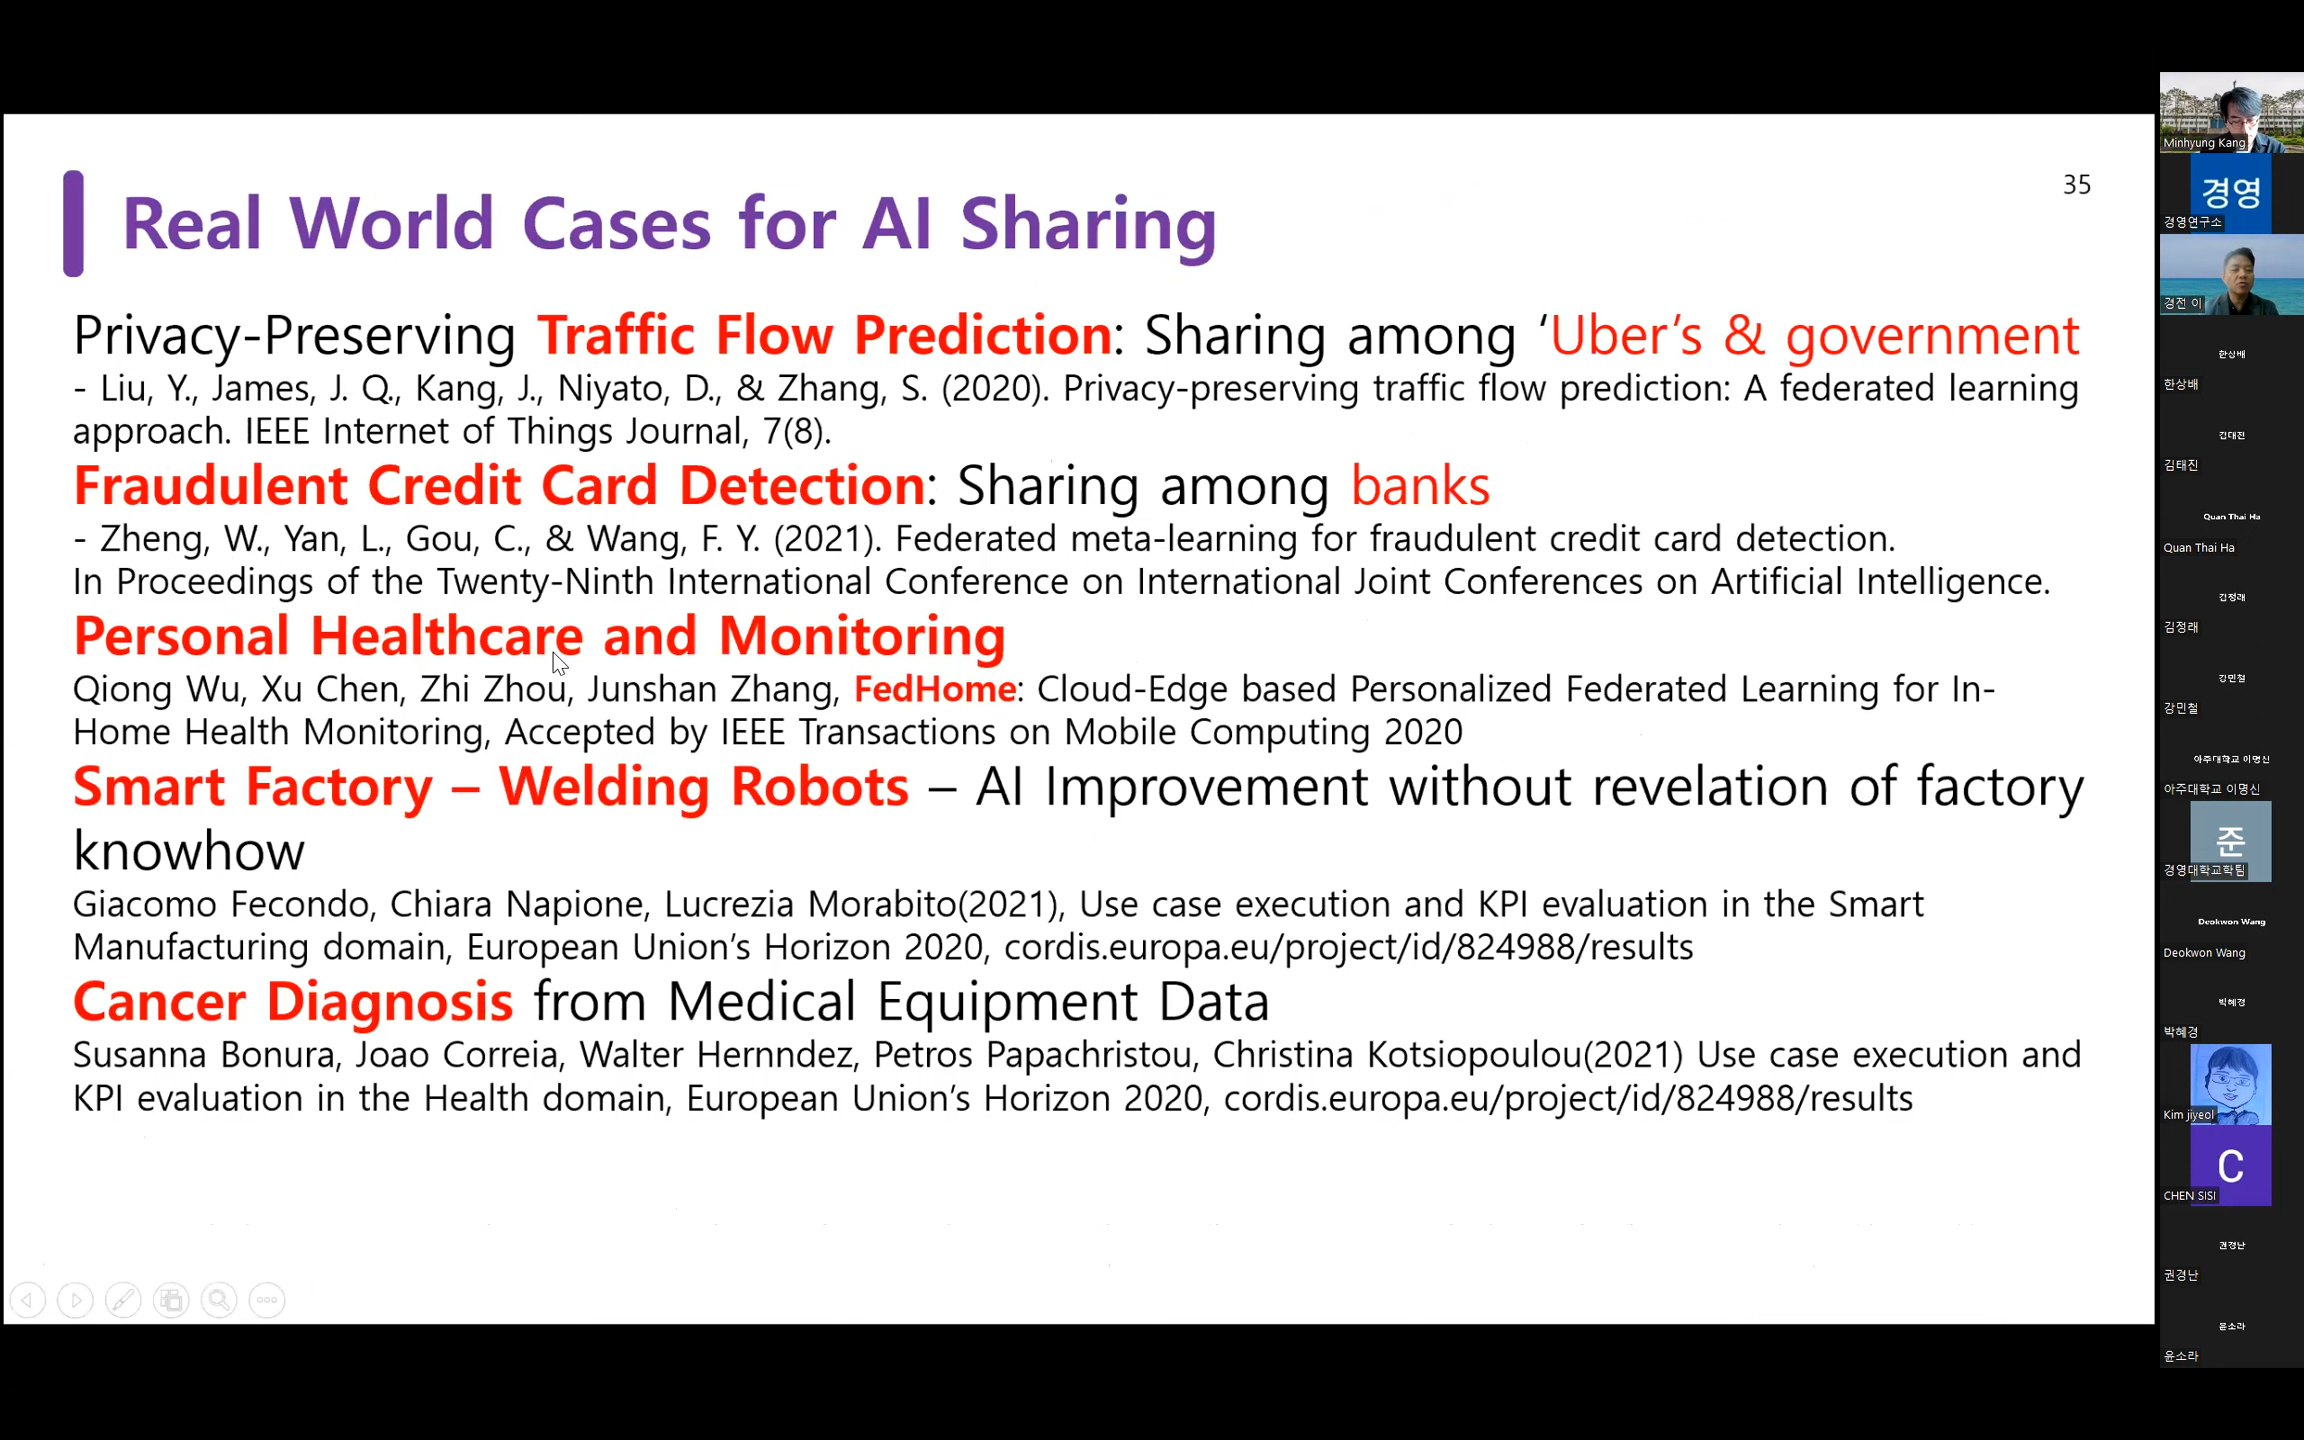 Real World Cases for AI Sharing
35
Privacy-Preserving Traffic Flow Prediction: Sharing among ‘Uber’s & government
- Liu, Y., James, J. Q., Kang, J., Niyato, D., & Zhang, S. (2020). Privacy-preserving traffic flow prediction: A federated learning
approach. IEEE Internet of Things Journal, 7(8).
Fraudulent Credit Card Detection: Sharing among banks
- Zheng, W., Yan, L., Gou, C., & Wang, F. Y. (2021). Federated meta-learning for fraudulent credit card detection.
In Proceedings of the Twenty-Ninth International Conference on International Joint Conferences on Artificial Intelligence.
Personal Healthcare and Monitoring
Qiong Wu, Xu Chen, Zhi Zhou, Junshan Zhang, FedHome: Cloud-Edge based Personalized Federated Learning for In-
Home Health Monitoring, Accepted by IEEE Transactions on Mobile Computing 2020
Smart Factory – Welding Robots – AI Improvement without revelation of factory
knowhow
Giacomo Fecondo, Chiara Napione, Lucrezia Morabito(2021), Use case execution and KPI evaluation in the Smart
Manufacturing domain, European Union’s Horizon 2020, cordis.europa.eu/project/id/824988/results
Cancer Diagnosis from Medical Equipment Data
Susanna Bonura, Joao Correia, Walter Hernndez, Petros Papachristou, Christina Kotsiopoulou(2021) Use case execution and
KPI evaluation in the Health domain, European Union’s Horizon 2020, cordis.europa.eu/project/id/824988/results
Minhyung Kang
경영
경영연구소
경전 이
한상배
한상배
김태진
김태진
Quan Thai Ha
Quan Thai Ha
김정래
김정래
강민철
강민철
아주대학교 이명신
아주대학교 이명신
준
경영대학교학팀
Deokwon Wang
Deokwon Wang
박혜경
박혜경
Kim jiyeol
C
CHEN SISI
권경난
권경난
윤소라
윤소라